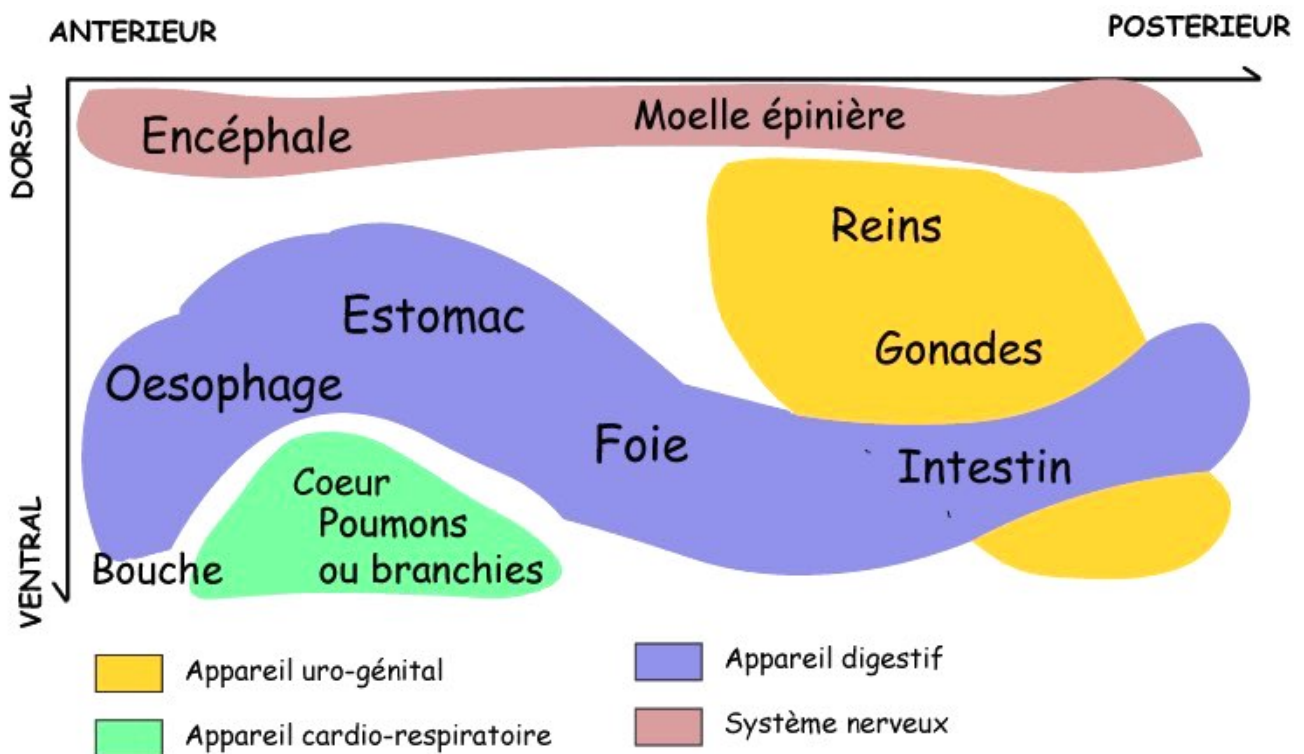 ANTERIEUR
POSTERIEUR
DORSAL
VENTRAL
Encéphale
Moelle épinière
Reins
Estomac
Gonades
Oesophage
Foie
Intestin
Coeur
Poumons
ou branchies
Bouche
Appareil uro-génital
Appareil digestif
Appareil cardio-respiratoire
Système nerveux